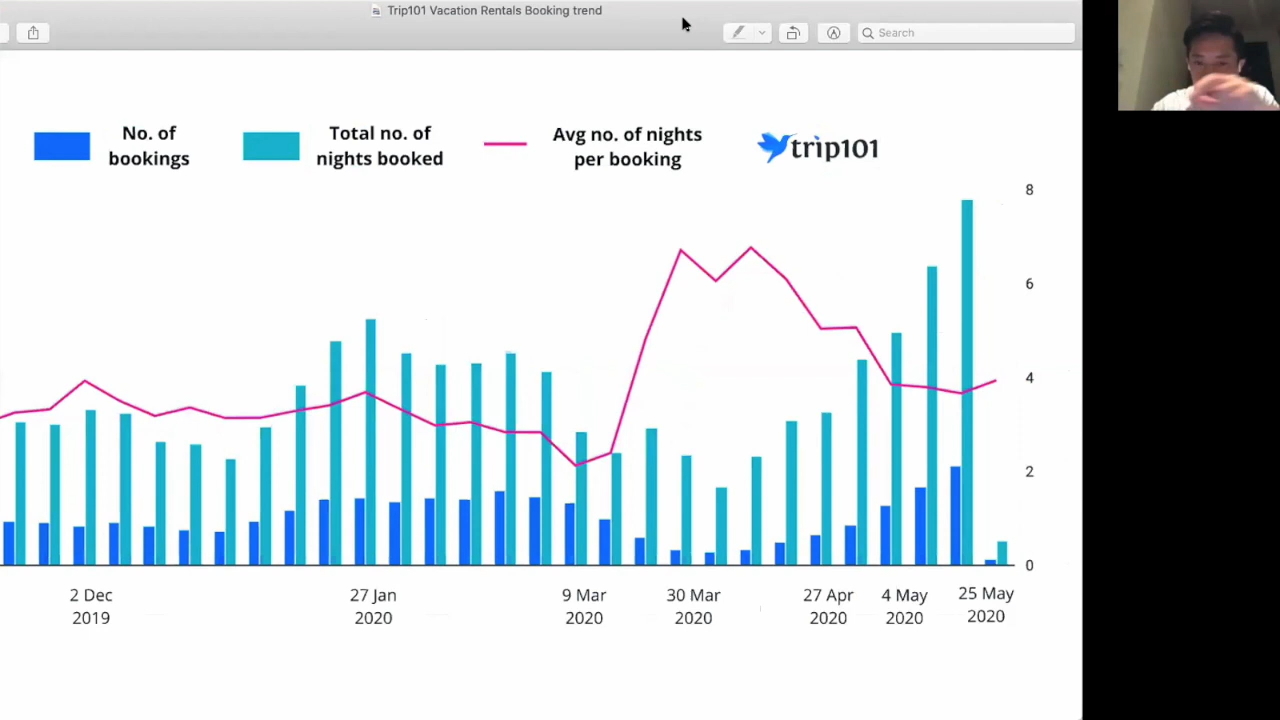 Trip101 Vacation Rentals Booking trend
Search
No. of
bookings
Total no. of
nights booked
Avg no. of nights
per booking
trip101
8
6
4
2
0
2 Dec
2019
27 Jan
2020
9 Mar
2020
30 Mar
2020
27 Apr
2020
4 May
2020
25 May
2020